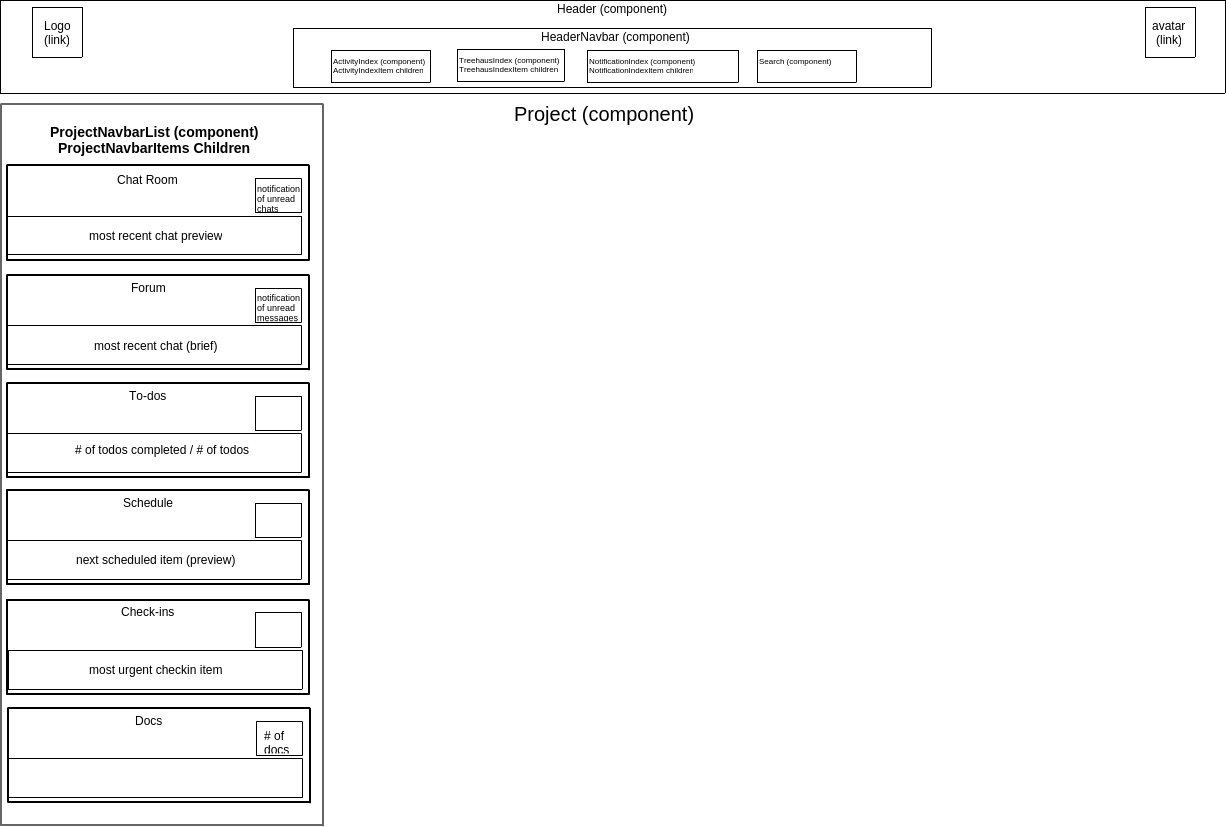 Header (component)
Logo
(link)
HeaderNavbar (component)
avatar
(link)
ActivityIndex (component)
ActivityIndexItem children
TreehausIndex (component)
TreehausIndexItem children
NotificationIndex (component)
NotificationIndexItem children
Search (component)
Project (component)
ProjectNavbarList (component)
ProjectNavbarItems Children
Chat Room
notification
of unread
chats
most recent chat preview
Forum
notification
of unread
messages
most recent chat (brief)
To-dos
# of todos completed / # of todos
Schedule
next scheduled item (preview)
Check-ins
most urgent checkin item
Docs
# of
docs